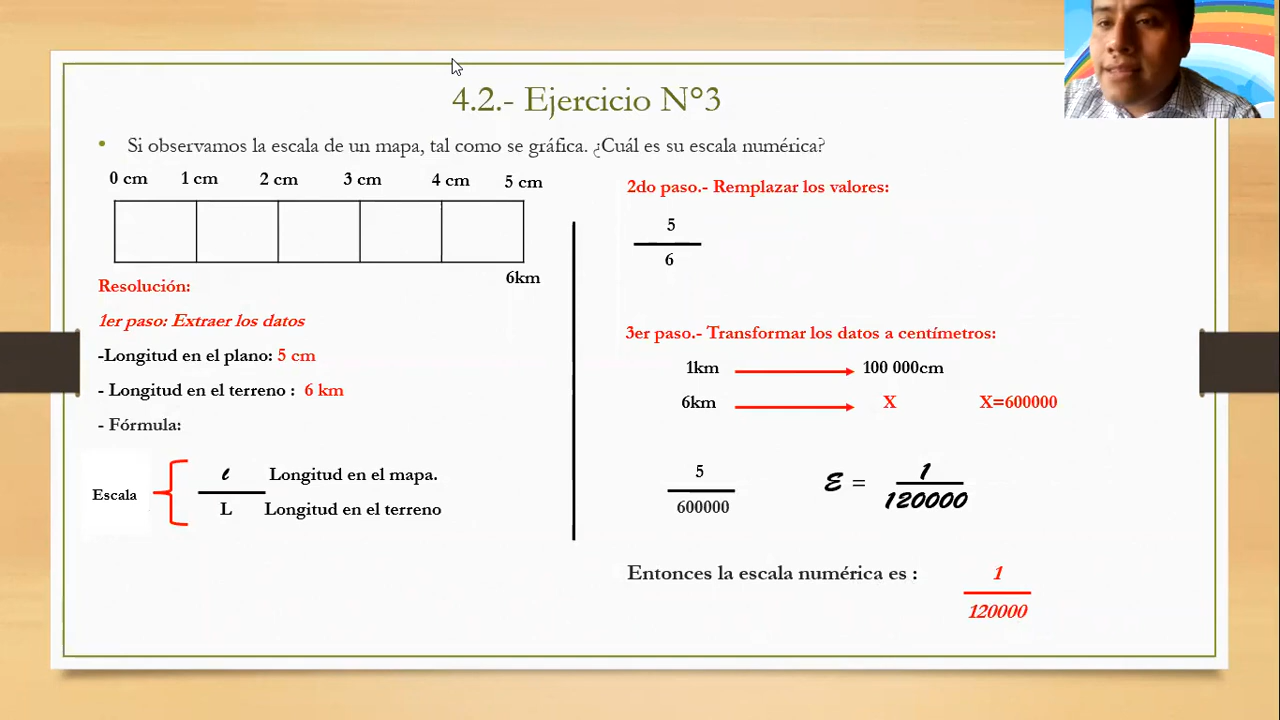 4.2.- Ejercicio N°3
• Si observamos la escala de un mapa, tal como se gráfica. ¿Cuál es su escala numérica?
0 cm 1 cm 2 cm 3 cm 4 cm 5 cm
6km
Resolución:
1er paso: Extraer los datos
-Longitud en el plano: 5 cm
- Longitud en el terreno : 6 km
- Fórmula:
Escala
ℓ Longitud en el mapa.
L Longitud en el terreno
2do paso.- Remplazar los valores:
5
6
3er paso.- Transformar los datos a centímetros:
1km 100 000cm
6km X X=600000
5
600000
E =
1
120000
Entonces la escala numérica es :
1
120000